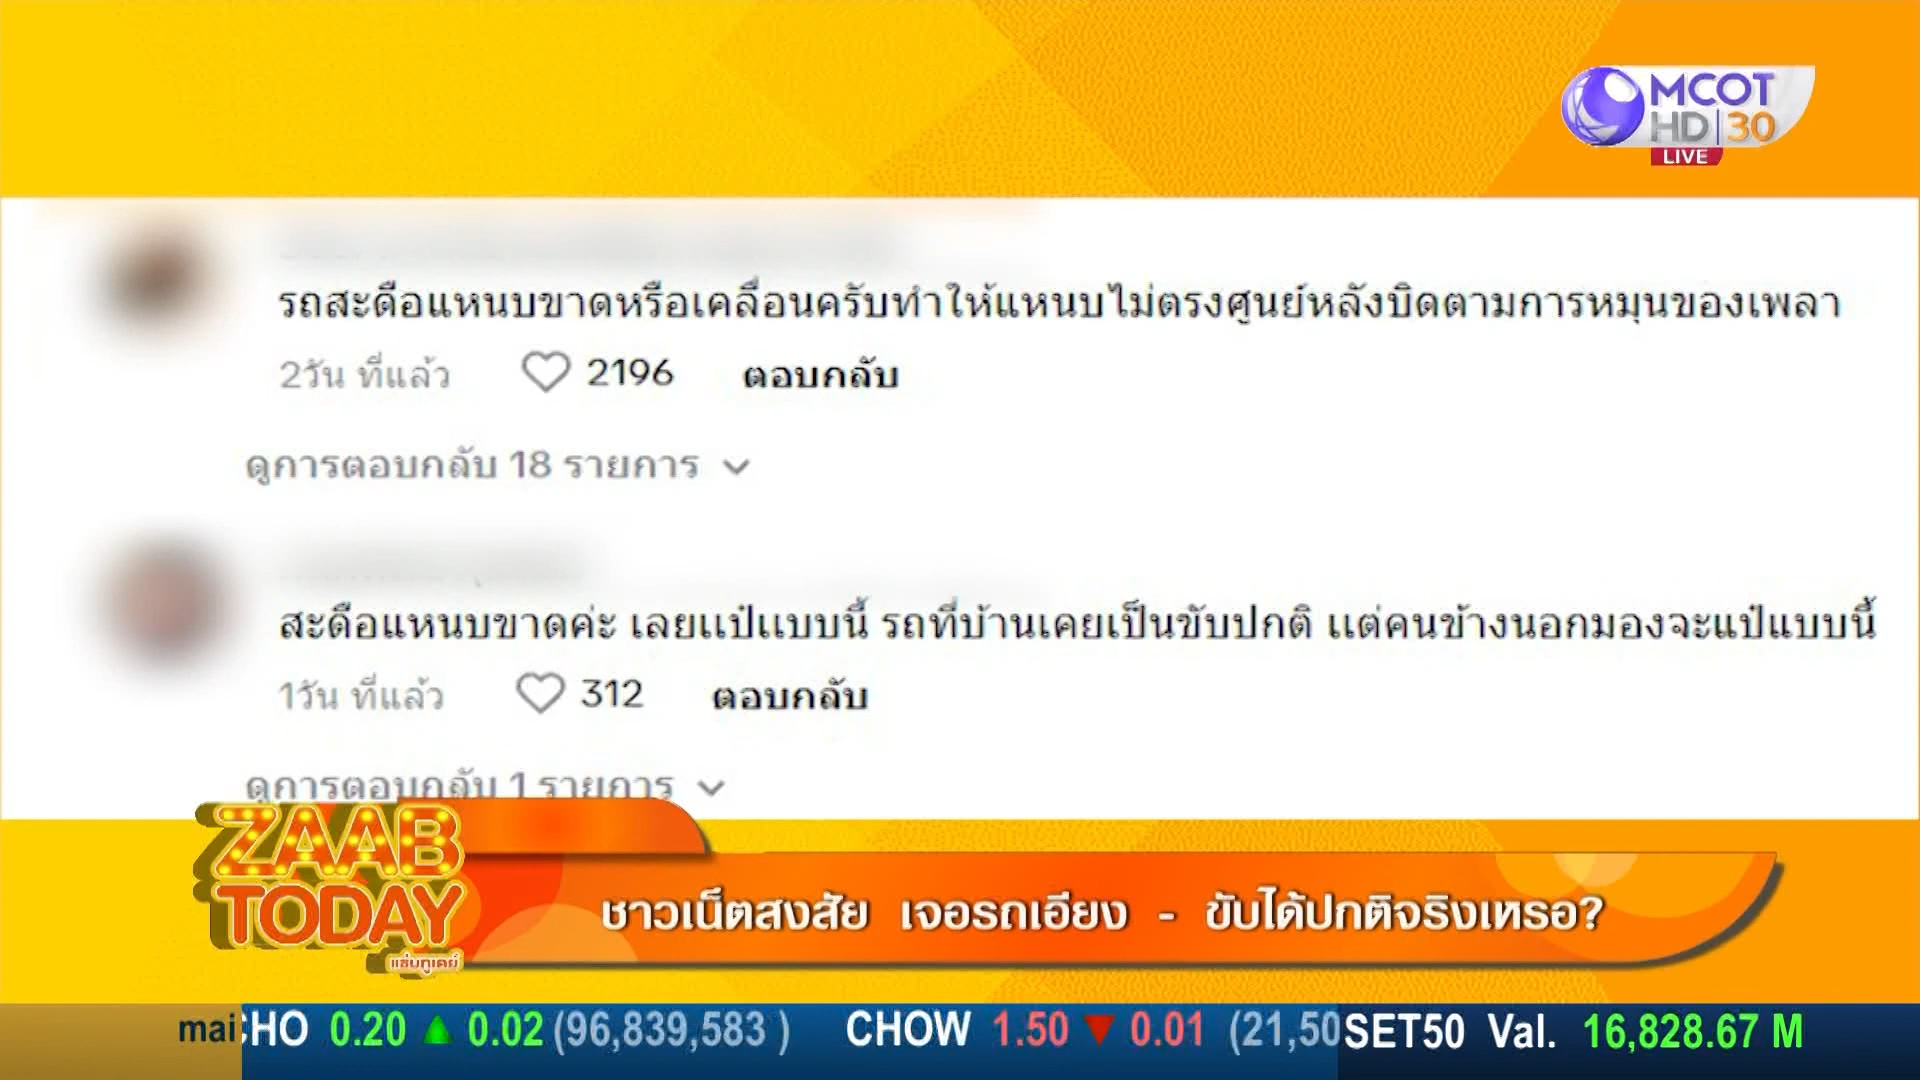 MCOT
HD 30
LIVE
รถสะดือแหนบขาดหรือเคลื่อนครับทำให้แหนบไม่ตรงศูนย์หลังบิดตามการหมุนของเพลา
2วัน ที่แล้ว 2196 ตอบกลับ
ดูการตอบกลับ 18 รายการ
สะดือแหนบขาดค่ะ เลยแป๋แบบนี้ รถที่บ้านเคยเป็นขับปกติ แต่คนข้างนอกมองจะแป๋แบบนี้
1วัน ที่แล้ว 312 ตอบกลับ
ดูการตอบกลับ 1 รายการ
ZAAB
TODAY
แซ่บทูเดย์
ชาวเน็ตสงสัย เจอรถเอียง - ขับได้ปกติจริงเหรอ?
mai CHO 0.20 ▲ 0.02 (96,839,583 ) CHOW 1.50 ▼ 0.01 (21,50 SET50 Val. 16,828.67 M